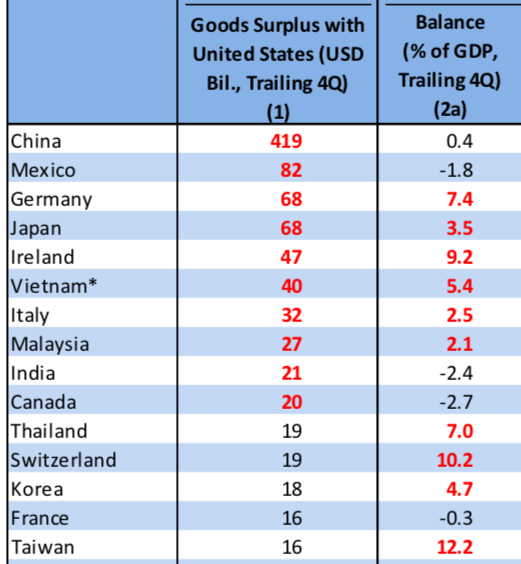 Goods Surplus with
United States (USD
Bil., Trailing 4Q)
(1)
Balance
(% of GDP,
Trailing 4Q)
(2a)
China 419 0.4
Mexico 82 -1.8
Germany 68 7.4
Japan 68 3.5
Ireland 47 9.2
Vietnam* 40 5.4
Italy 32 2.5
Malaysia 27 2.1
India 21 -2.4
Canada 20 -2.7
Thailand 19 7.0
Switzerland 19 10.2
Korea 18 4.7
France 16 -0.3
Taiwan 16 12.2